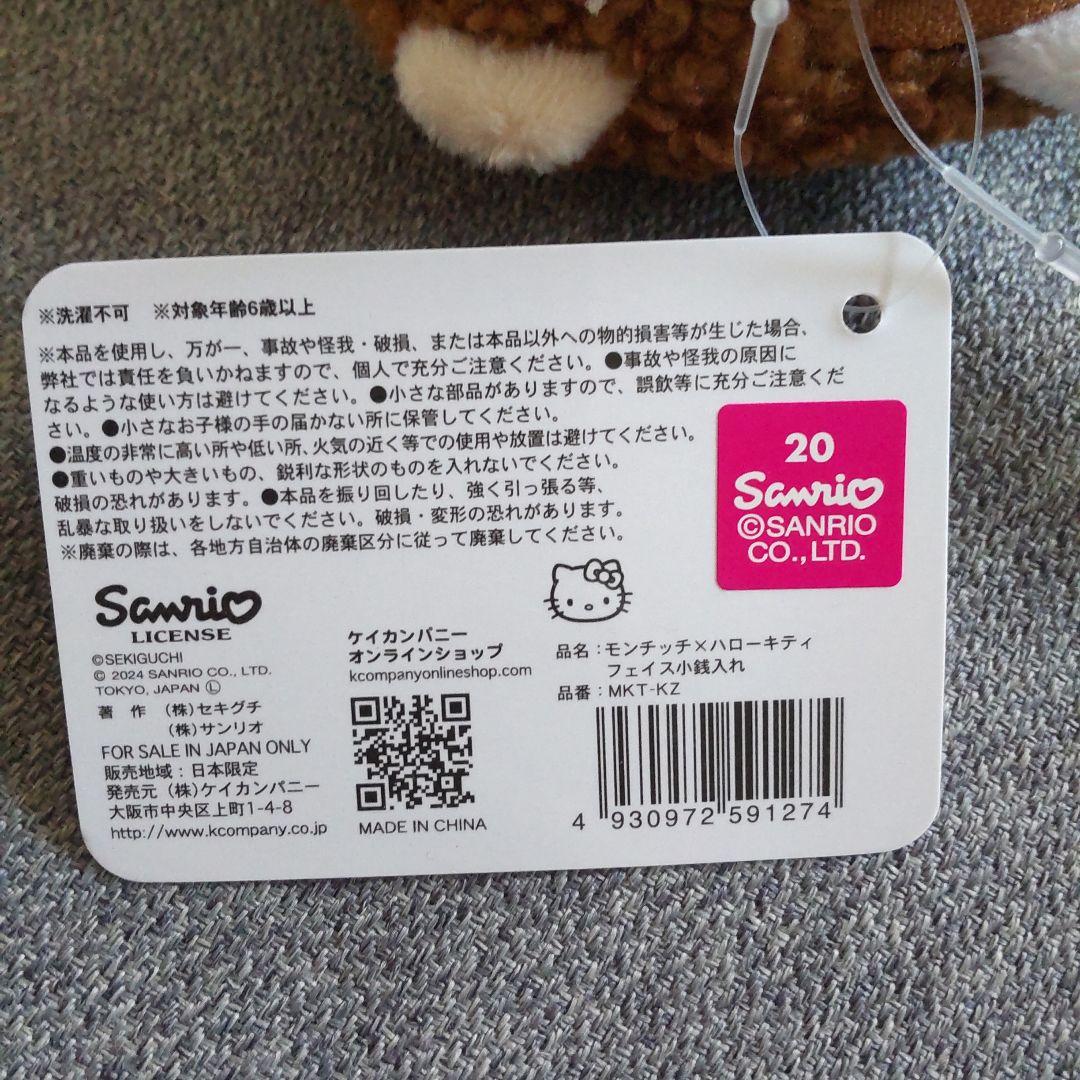 ※洗濯不可　※対象年齢6歳以上
※本品を使用し、万が一、事故や怪我・破損、または本品以外への物的損害等が生じた場合、
弊社では責任を負いかねますので、個人で充分ご注意ください。●事故や怪我の原因に
なるような使い方は避けてください。●小さな部品がありますので、誤飲等に充分ご注意くだ
さい。●小さなお子様の手の届かない所に保管してください。
●温度の非常に高い所や低い所、火気の近く等での使用や放置は避けてください。
●重いものや大きいもの、鋭利な形状のものを入れないでください。
破損の恐れがあります。●本品を振り回したり、強く引っ張る等、
乱暴な取り扱いをしないでください。破損・変形の恐れがあります。
※廃棄の際は、各地方自治体の廃棄区分に従って廃棄してください。
20
Sanrio
©SANRIO
CO.,LTD.
Sanrio
LICENSE
©SEKIGUCHI
© 2024 SANRIO CO., LTD.
TOKYO, JAPAN Ⓛ
著　作　(株)セキグチ
(株)サンリオ
FOR SALE IN JAPAN ONLY
販売地域：日本限定
発売元 (株)ケイカンパニー
大阪市中央区上町1-4-8
http://www.kcompany.co.jp
ケイカンパニー
オンラインショップ
kcompanyonlineshop.com
MADE IN CHINA
品名：モンチッチ×ハローキティ
フェイス小銭入れ
品番：MKT-KZ
4 930972 591274